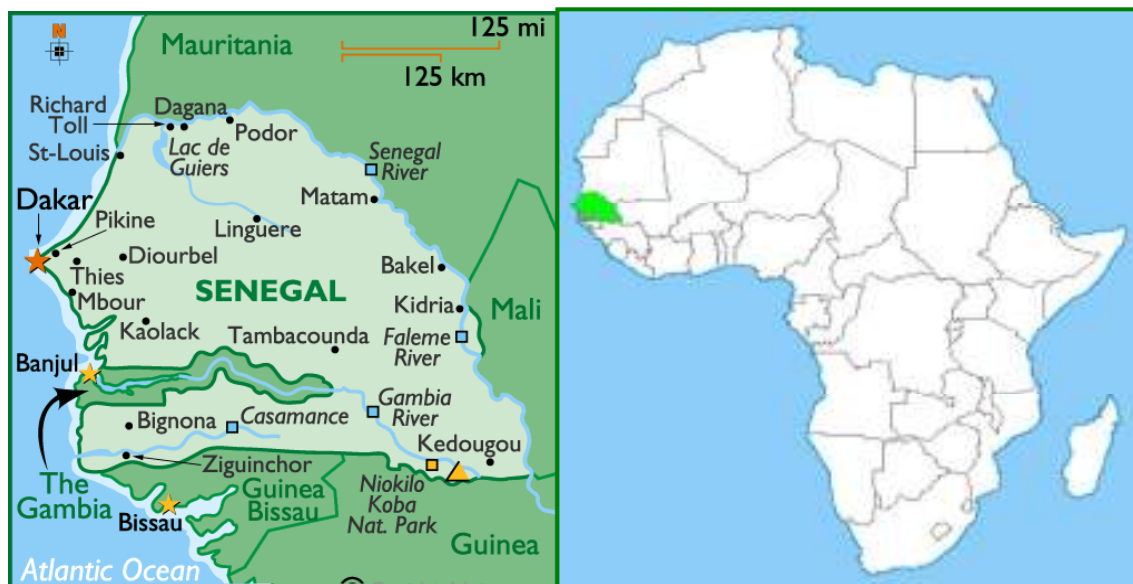 N
125 mi
Mauritania
125 km
Richard
Toll
Dagana
Podor
Lac de
Guiers
St-Louis
Senegal
River
Matam
Dakar
Pikine
Linguere
Diourbel
Thies
Bakel
SENEGAL
Mbour
Kidria
Mali
Kaolack
Tambacounda
Faleme
River
Banjul
Gambia
River
Bignona
Casamance
Kedougou
Ziguinchor
The
Gambia
Guinea
Bissau
Niokilo
Koba
Nat. Park
Bissau
Guinea
Atlantic Ocean